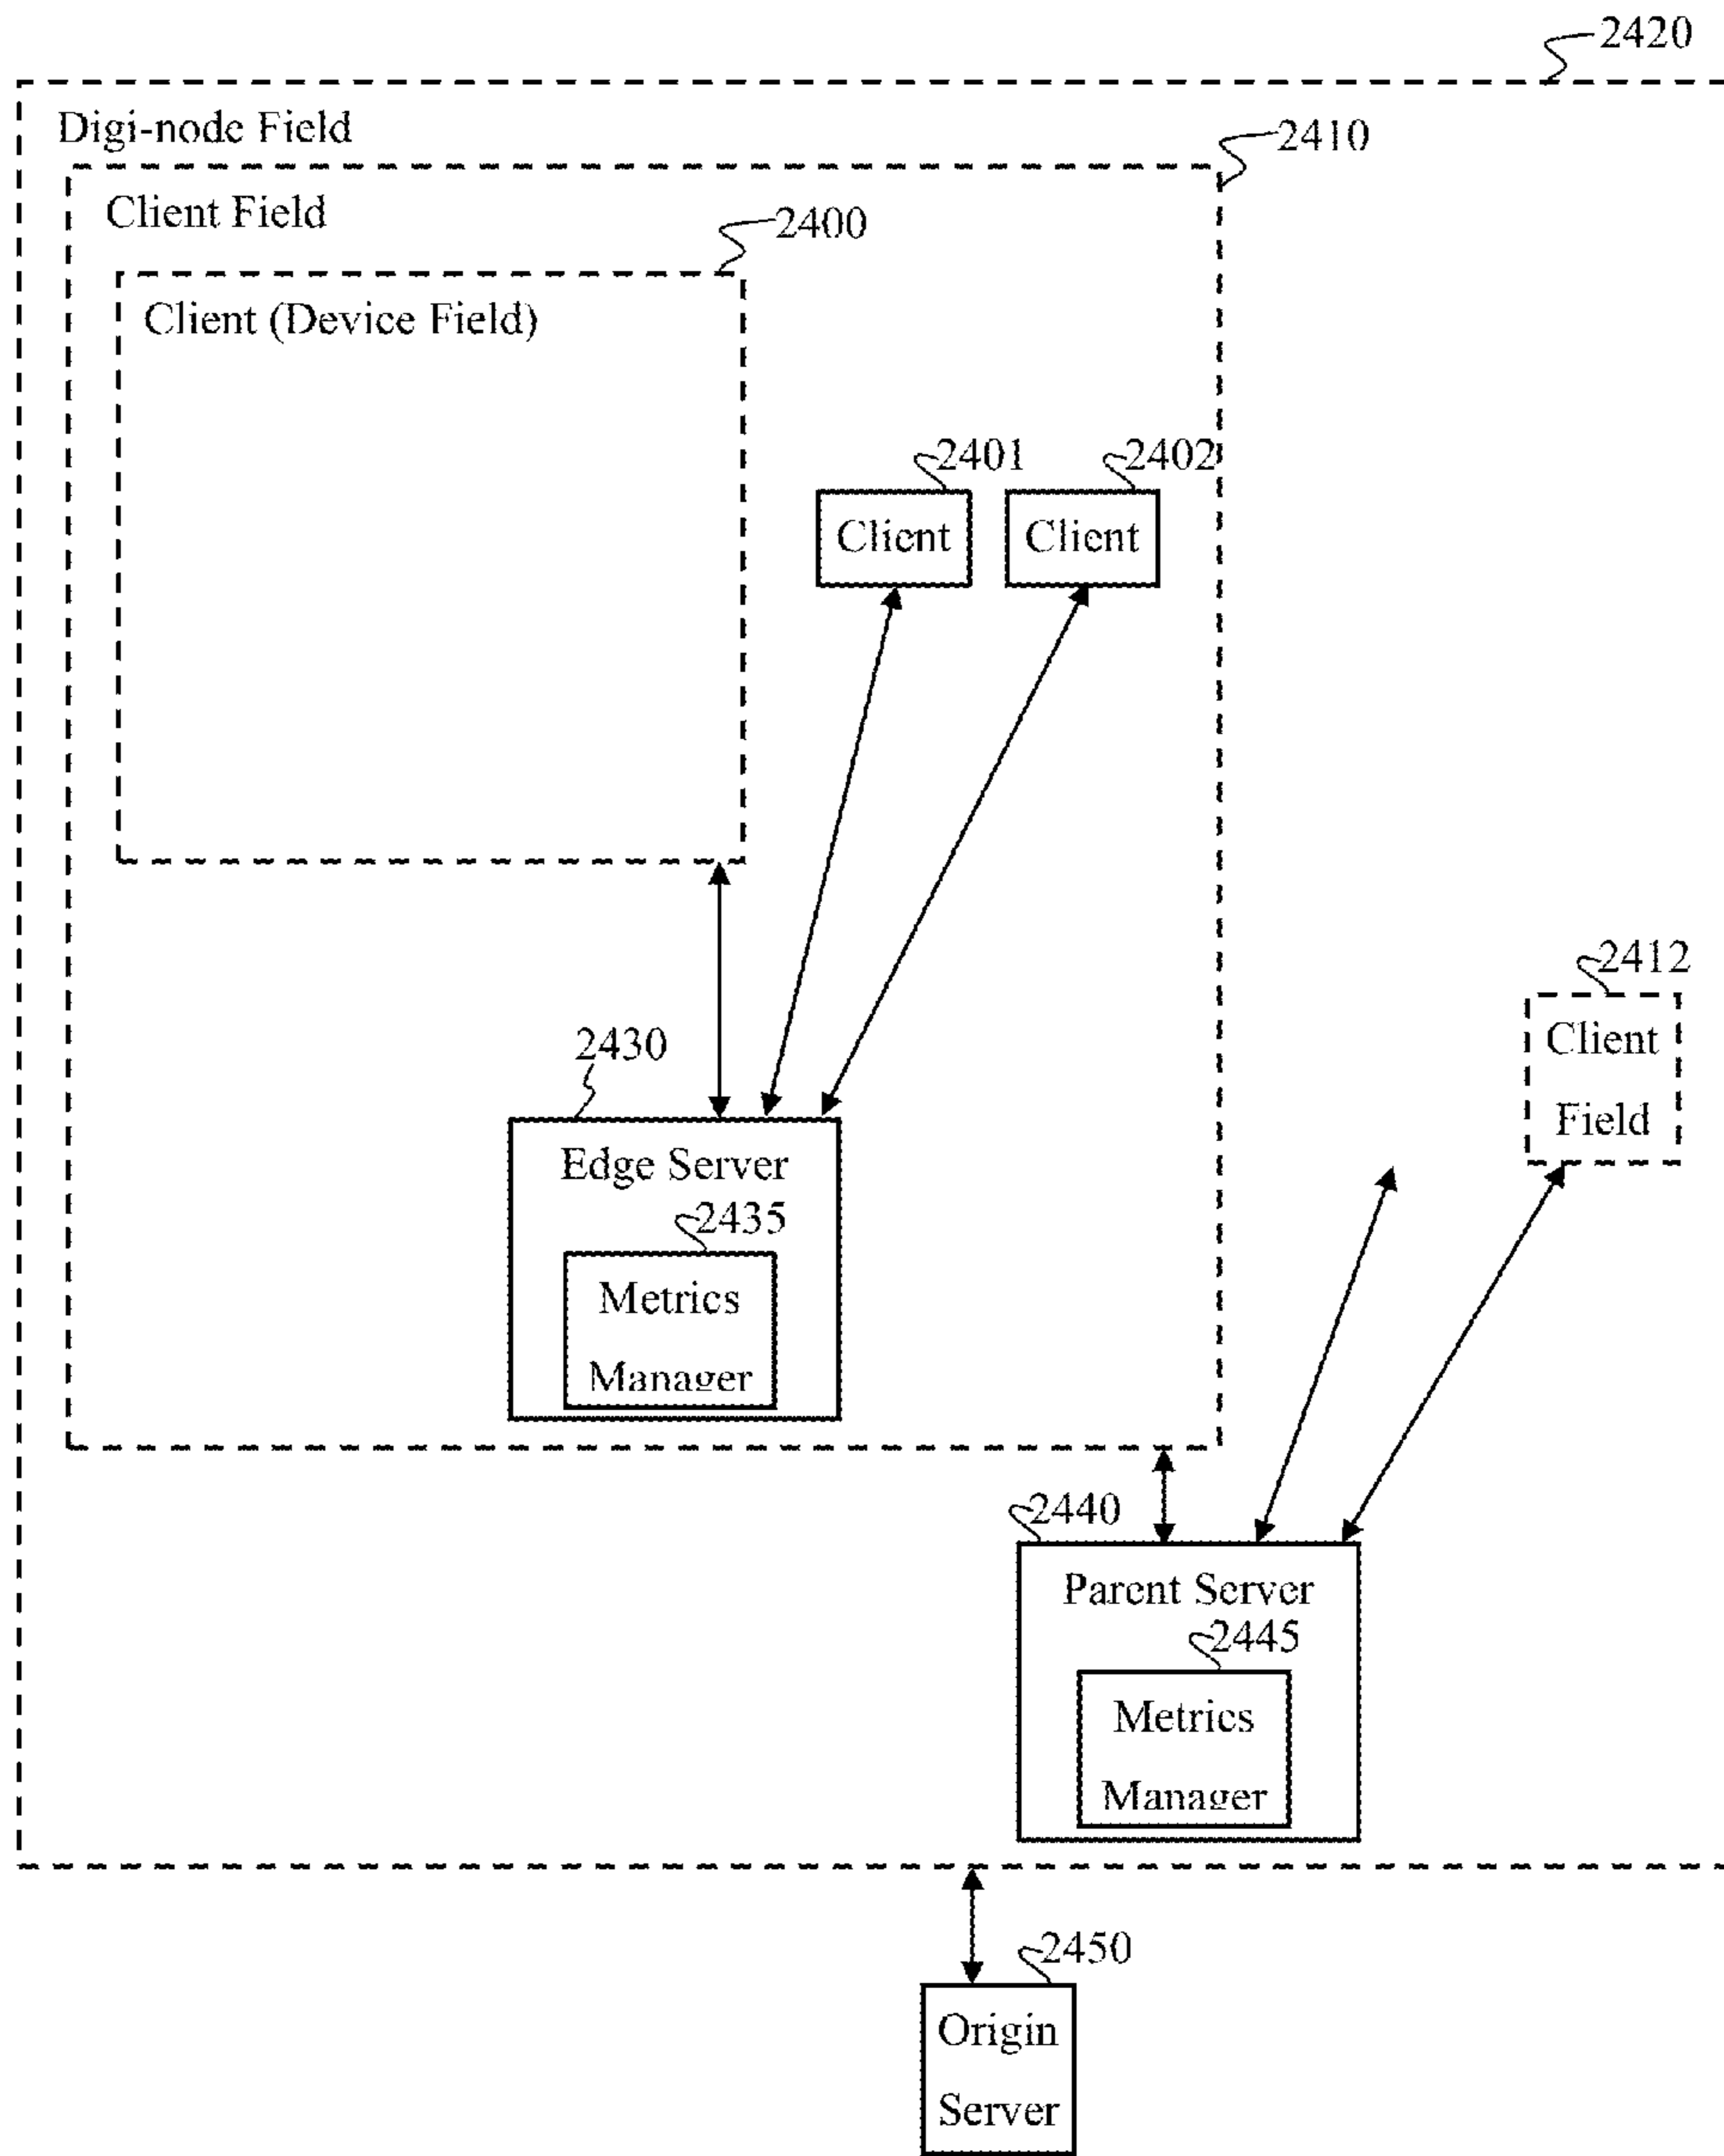 2420
Digi-node Field
2410
Client Field
2400
Client (Device Field)
2401
2402
Client
Client
2412
Client
Field
2430
Edge Server
2435
Metrics
Manager
2440
Parent Server
2445
Metrics
Manager
2450
Origin
Server